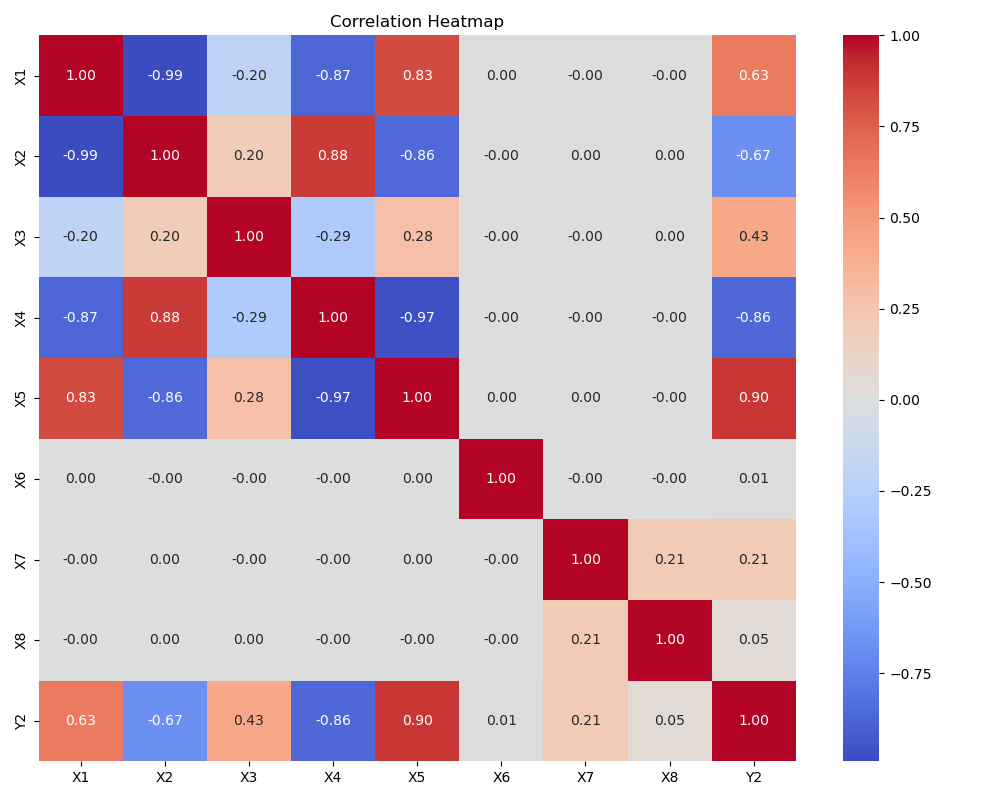 Correlation Heatmap
X1 1.00 -0.99 -0.20 -0.87 0.83 0.00 -0.00 -0.00 0.63
X2 -0.99 1.00 0.20 0.88 -0.86 -0.00 0.00 0.00 -0.67
X3 -0.20 0.20 1.00 -0.29 0.28 -0.00 -0.00 0.00 0.43
X4 -0.87 0.88 -0.29 1.00 -0.97 -0.00 -0.00 -0.00 -0.86
X5 0.83 -0.86 0.28 -0.97 1.00 0.00 0.00 -0.00 0.90
X6 0.00 -0.00 -0.00 -0.00 0.00 1.00 -0.00 -0.00 0.01
X7 -0.00 0.00 -0.00 -0.00 0.00 -0.00 1.00 0.21 0.21
X8 -0.00 0.00 0.00 -0.00 -0.00 -0.00 0.21 1.00 0.05
Y2 0.63 -0.67 0.43 -0.86 0.90 0.01 0.21 0.05 1.00
X1 X2 X3 X4 X5 X6 X7 X8 Y2
1.00
0.75
0.50
0.25
0.00
−0.25
−0.50
−0.75